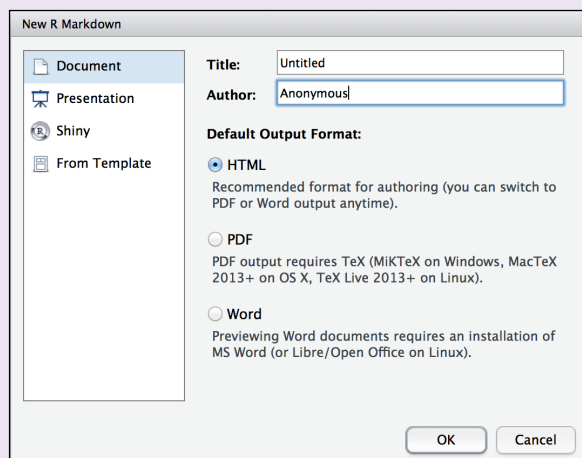 New R Markdown
Document
Presentation
R Shiny
From Template
Title: Untitled
Author: Anonymous
Default Output Format:
HTML
Recommended format for authoring (you can switch to
PDF or Word output anytime).
PDF
PDF output requires TeX (MiKTeX on Windows, MacTeX
2013+ on OS X, TeX Live 2013+ on Linux).
Word
Previewing Word documents requires an installation of
MS Word (or Libre/Open Office on Linux).
OK Cancel